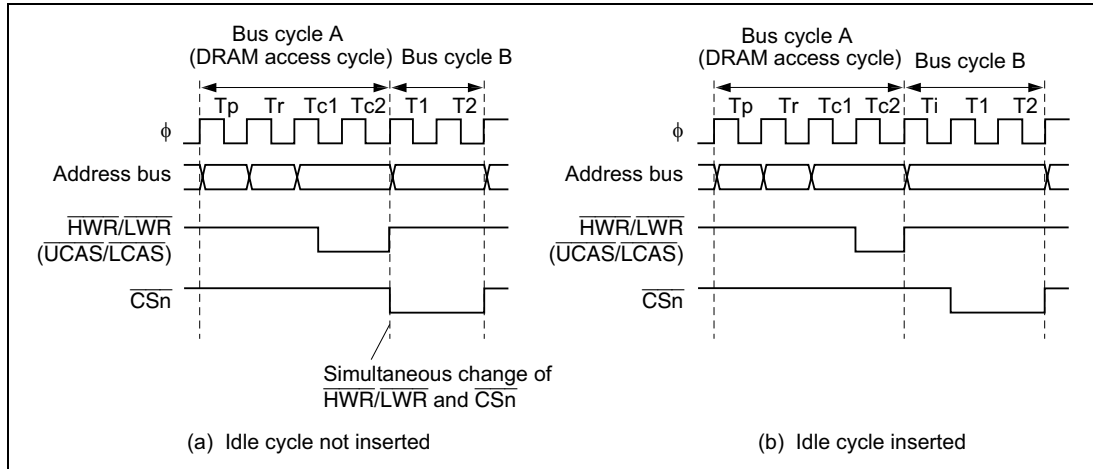 Bus cycle A
(DRAM access cycle) Bus cycle B
Tp Tr Tc1 Tc2 T1 T2
ϕ
Address bus
HWR/LWR
(UCAS/LCAS)
CSn
Simultaneous change of
HWR/LWR and CSn
(a) Idle cycle not inserted
Bus cycle A
(DRAM access cycle) Bus cycle B
Tp Tr Tc1 Tc2 Ti T1 T2
ϕ
Address bus
HWR/LWR
(UCAS/LCAS)
CSn
(b) Idle cycle inserted